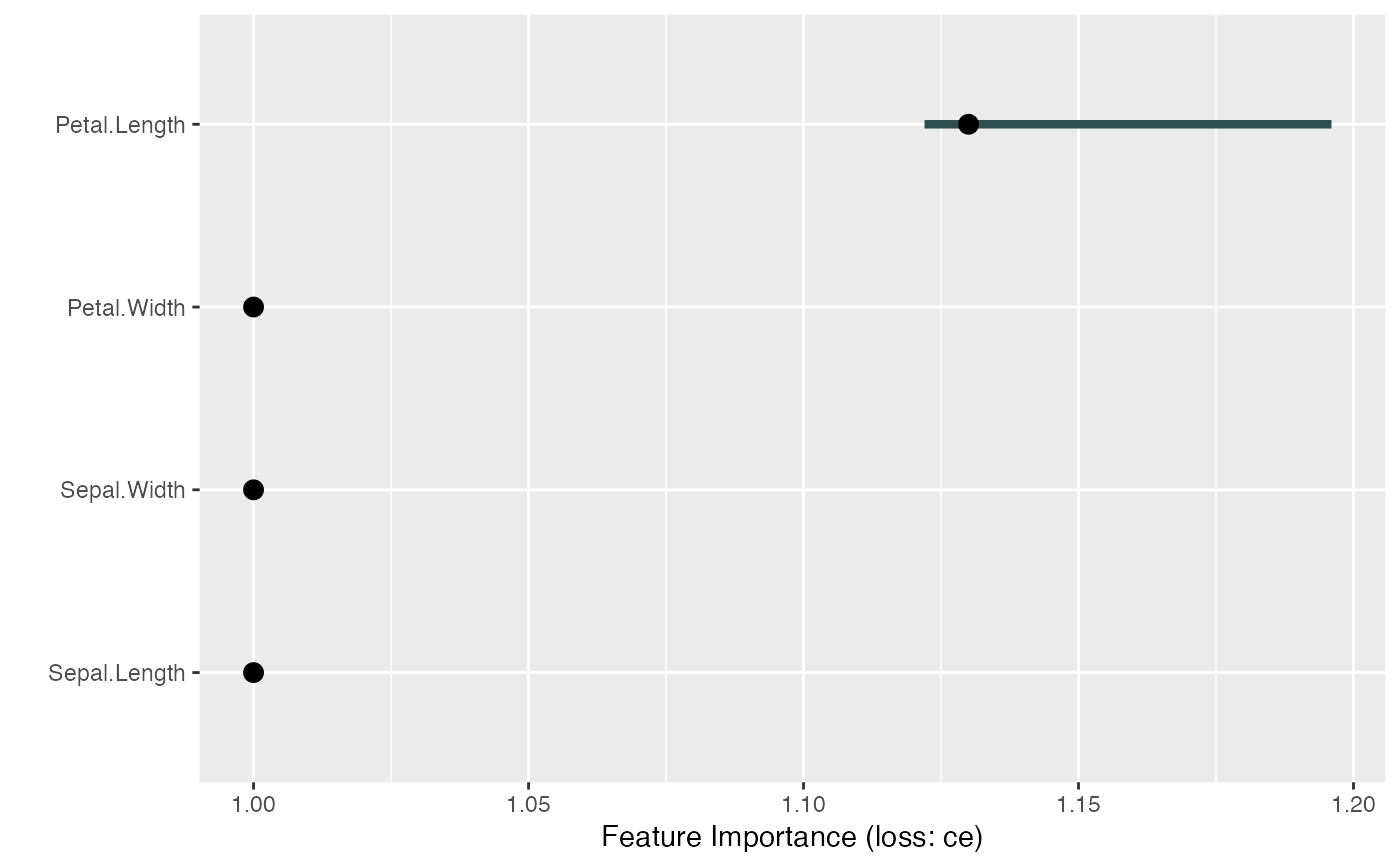 Petal.Length
Petal.Width
Sepal.Width
Sepal.Length
1.00 1.05 1.10 1.15 1.20
Feature Importance (loss: ce)